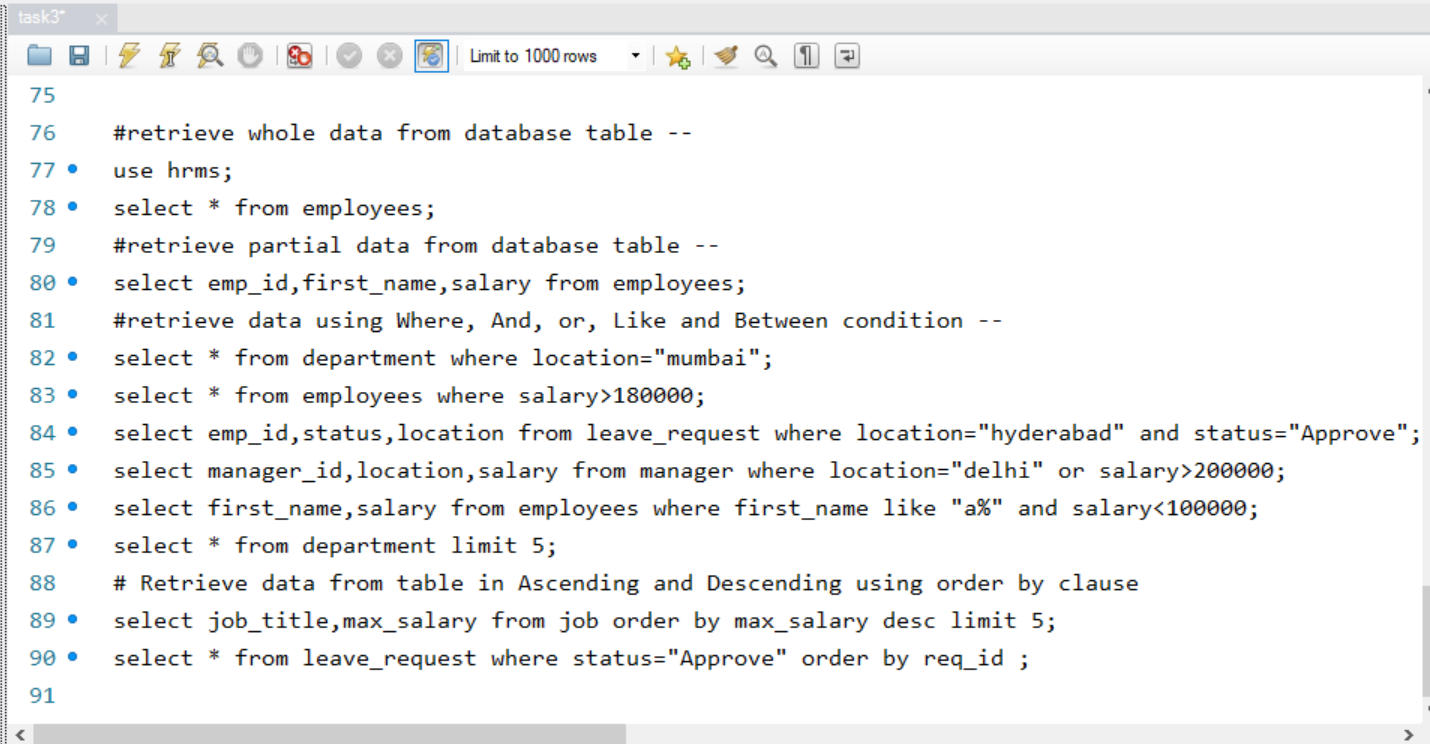 task3*
Limit to 1000 rows
75
76 #retrieve whole data from database table --
77 use hrms;
78 select * from employees;
79 #retrieve partial data from database table --
80 select emp_id,first_name,salary from employees;
81 #retrieve data using Where, And, or, Like and Between condition --
82 select * from department where location="mumbai";
83 select * from employees where salary>180000;
84 select emp_id,status,location from leave_request where location="hyderabad" and status="Approve";
85 select manager_id,location,salary from manager where location="delhi" or salary>200000;
86 select first_name,salary from employees where first_name like "a%" and salary<100000;
87 select * from department limit 5;
88 # Retrieve data from table in Ascending and Descending using order by clause
89 select job_title,max_salary from job order by max_salary desc limit 5;
90 select * from leave_request where status="Approve" order by req_id ;
91